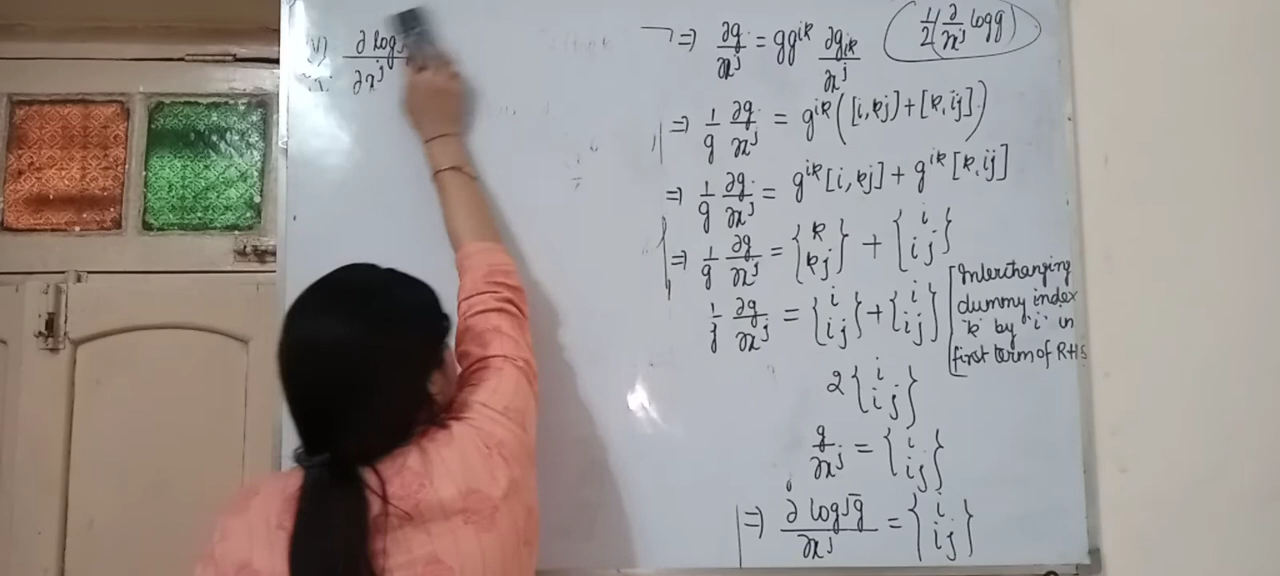 ∂ log
∂x^j
⇒ ∂g/∂x^j = gg^{ik} ∂g_{ik}/∂x^j
(1/2 (∂/∂x^j log g)
⇒ 1/g ∂g/∂x^j = g^{ik}([i,kj]+[k,ij])
⇒ 1/g ∂g/∂x^j = g^{ik}[i,kj] + g^{ik}[k,ij]
⇒ 1/g ∂g/∂x^j = {k kj} + {i ij}
1/g ∂g/∂x^j = {i ij} + {i ij}
[Interchanging
dummy index
'k' by 'i' in
first term of RHS
2{i ij}
g/∂x^j = {i ij}
⇒ ∂ log√g/∂x^j = {i ij}